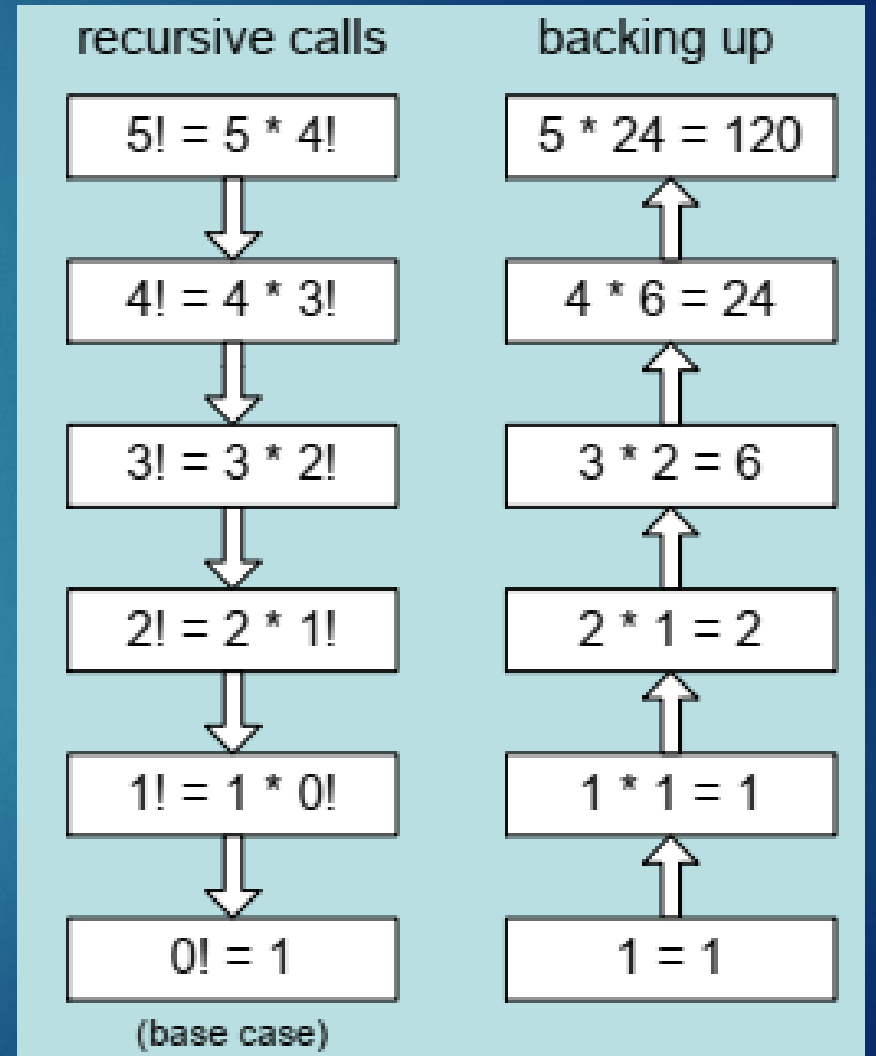 recursive calls
5! = 5 * 4!
4! = 4 * 3!
3! = 3 * 2!
2! = 2 * 1!
1! = 1 * 0!
0! = 1
(base case)
backing up
5 * 24 = 120
4 * 6 = 24
3 * 2 = 6
2 * 1 = 2
1 * 1 = 1
1 = 1